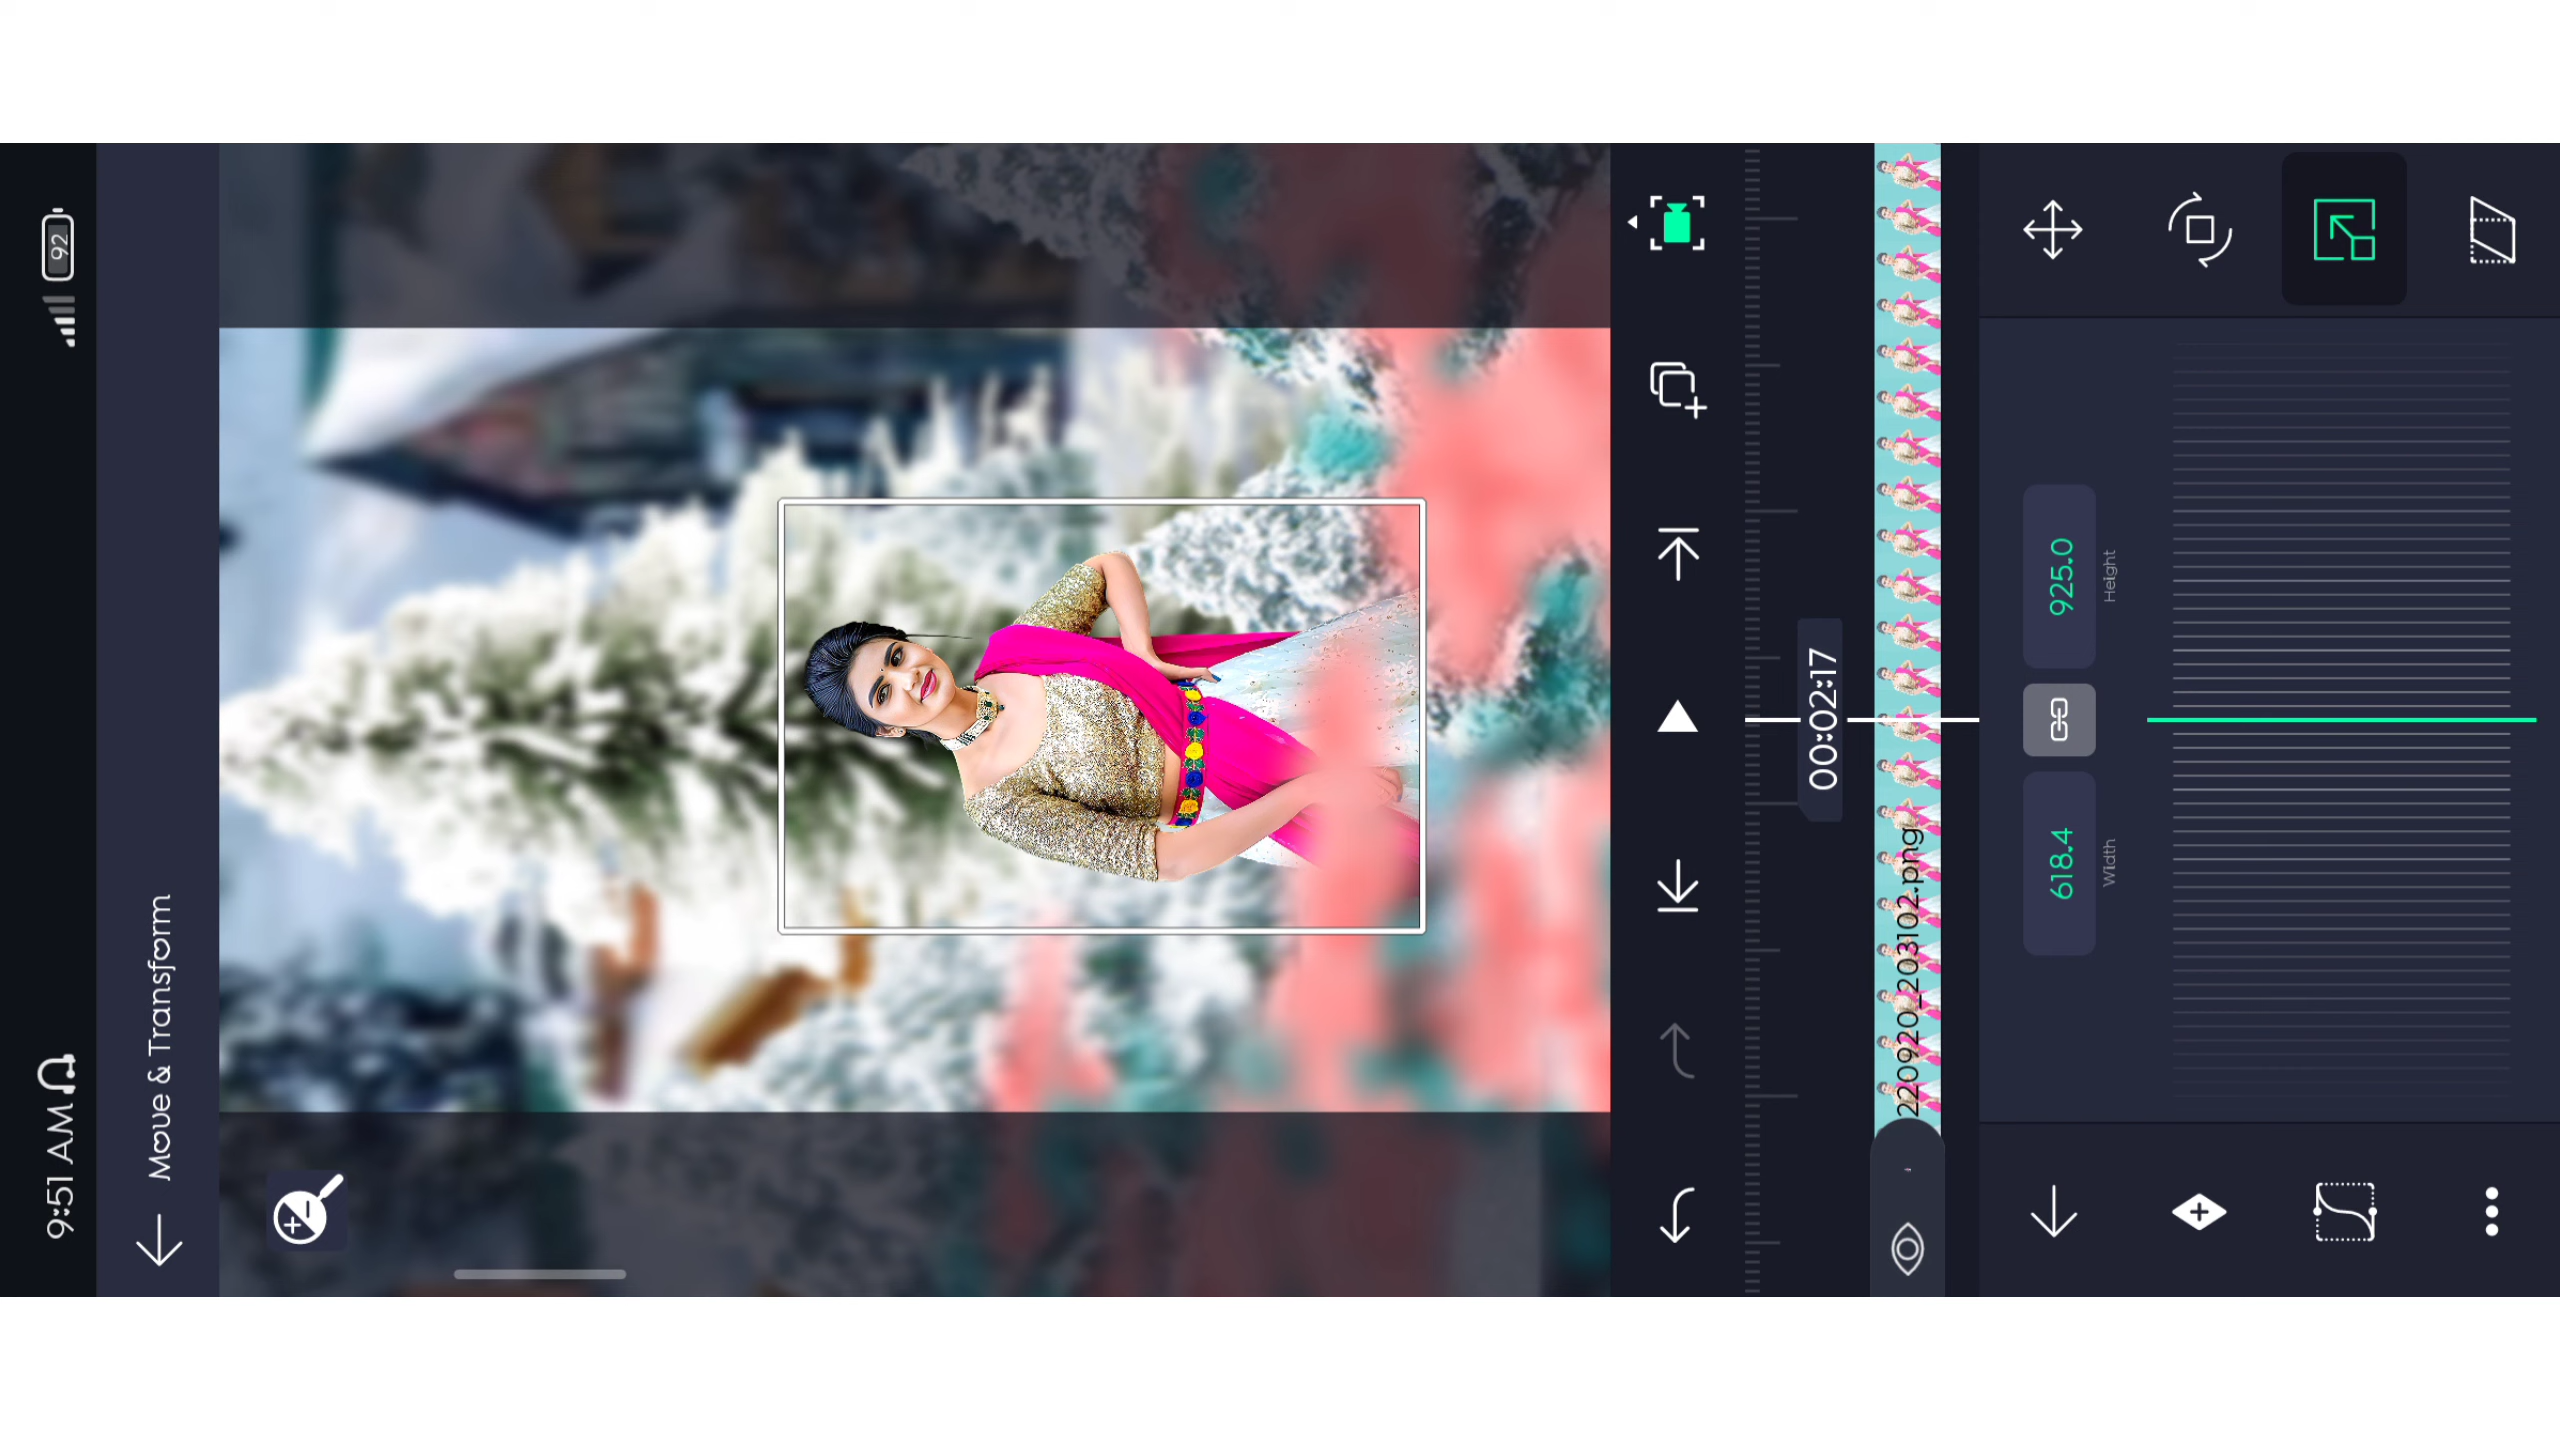 9:51 AM
92
Move & Transform
00:02:17
220920_203102.png
618.4
925.0
Width
Height